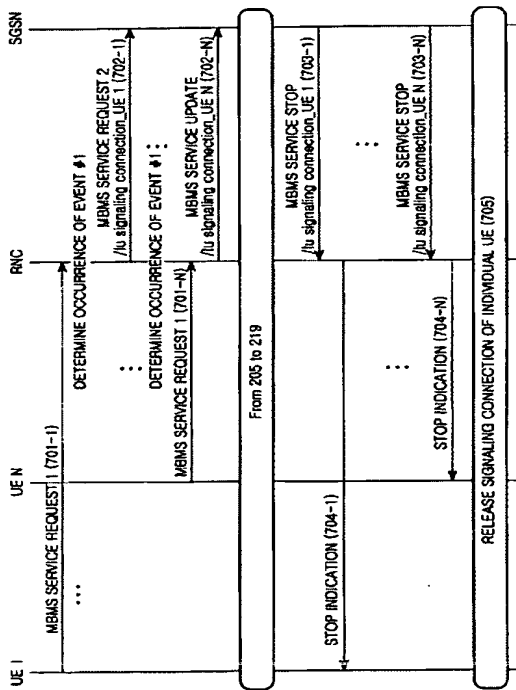 UE 1
UE N
RNC
SGSN
MBMS SERVICE REQUEST 1 (701-1)
...
DETERMINE OCCURRENCE OF EVENT #1
MBMS SERVICE REQUEST 2
/Iu signaling connection_UE 1 (702-1)
...
DETERMINE OCCURRENCE OF EVENT #1
MBMS SERVICE REQUEST 1 (701-N)
MBMS SERVICE UPDATE
/Iu signaling connection_UE N (702-N)
From 205 to 219
MBMS SERVICE STOP
/Iu signaling connection_UE 1 (703-1)
STOP INDICATION (704-1)
...
MBMS SERVICE STOP
/Iu signaling connection_UE N (703-N)
...
STOP INDICATION (704-N)
RELEASE SIGNALING CONNECTION OF INDIVIDUAL UE (705)